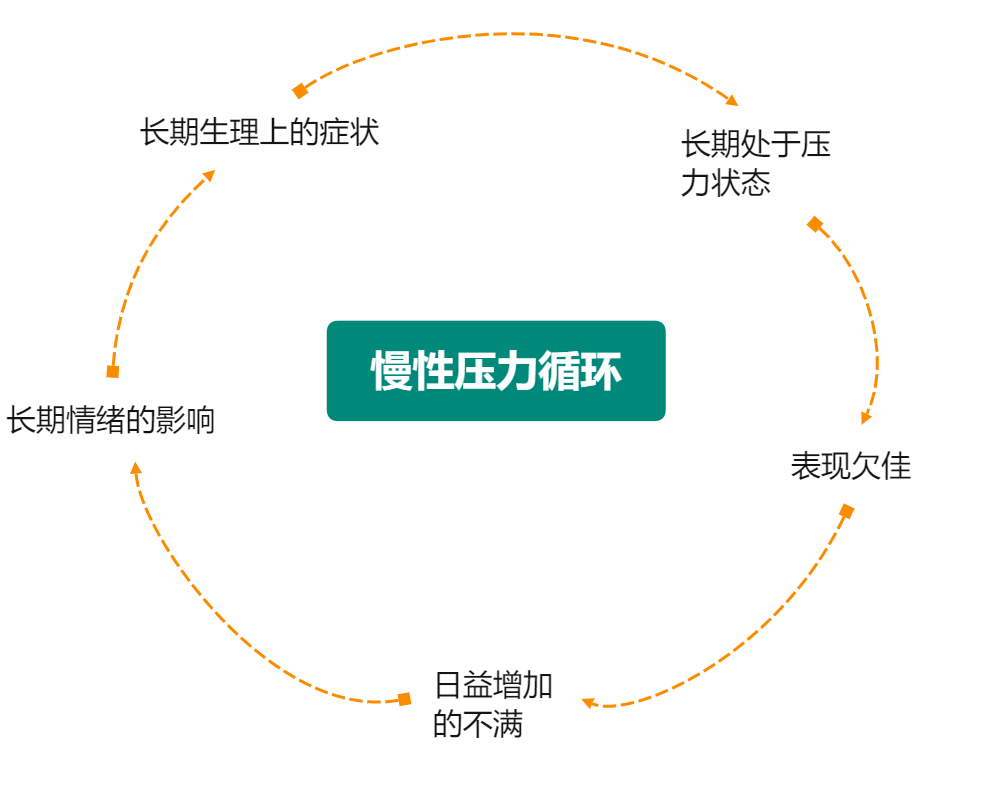 长期生理上的症状
长期处于压
力状态
慢性压力循环
长期情绪的影响
表现欠佳
日益增加
的不满